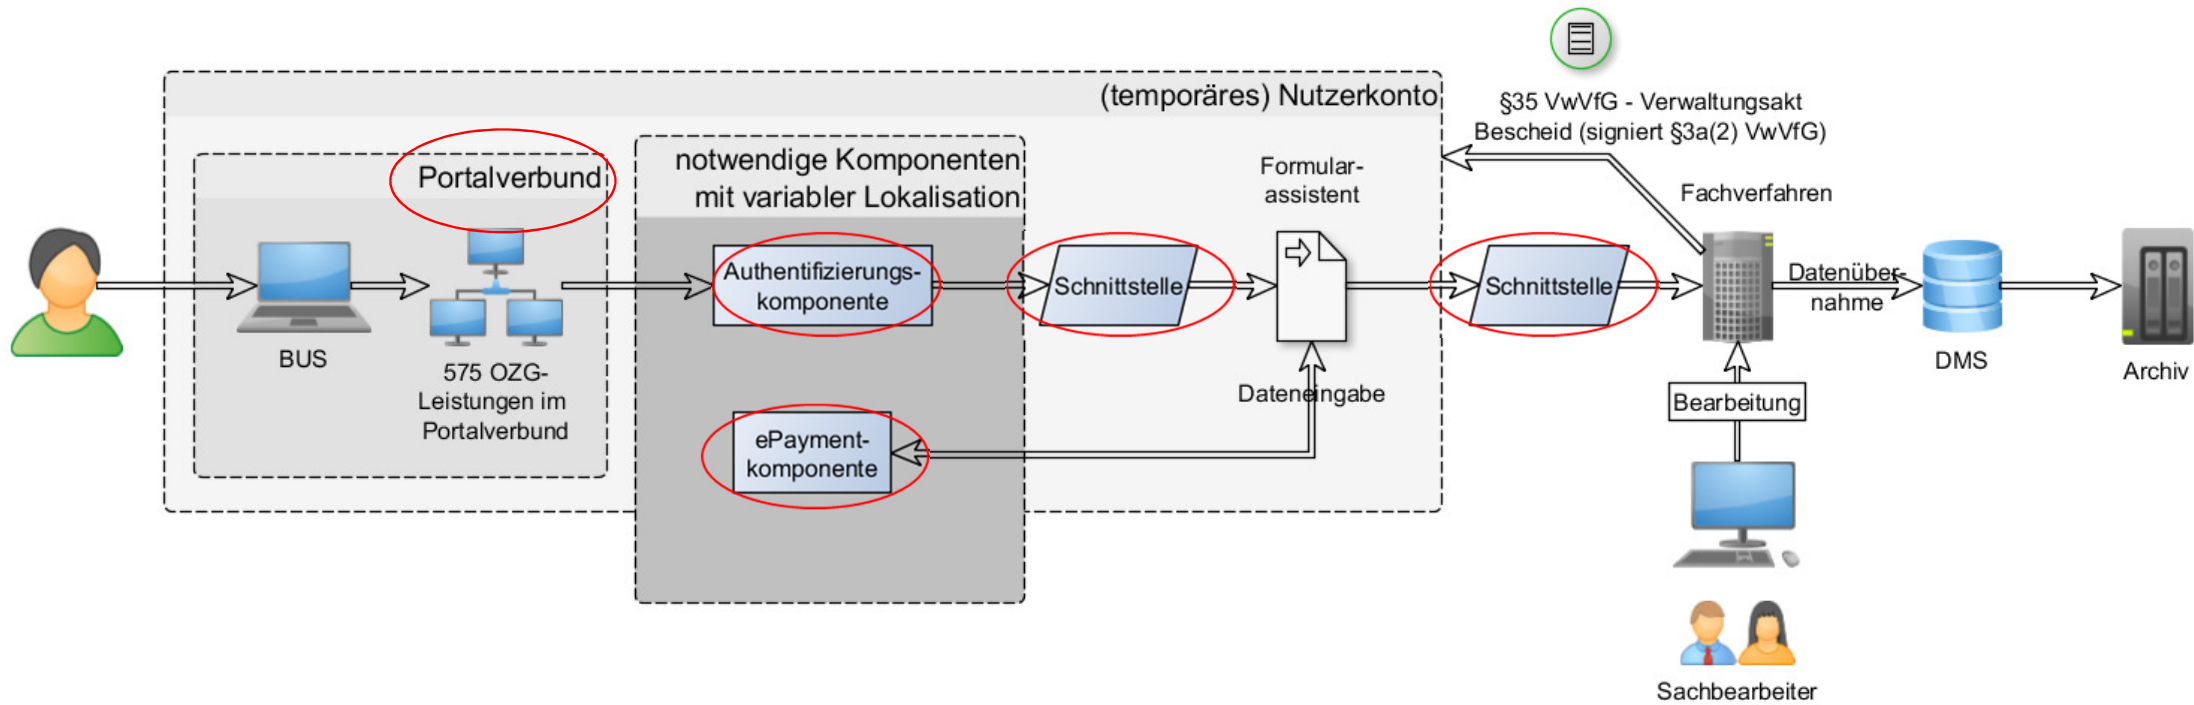 (temporäres) Nutzerkonto
§35 VwVfG - Verwaltungsakt
Bescheid (signiert §3a(2) VwVfG)
Portalverbund
notwendige Komponenten
mit variabler Lokalisation
Formular-
assistent
Fachverfahren
Authentifizierungs-
komponente
Schnittstelle
Schnittstelle
Datenüber-
nahme
BUS
575 OZG-
Leistungen im
Portalverbund
DMS
Archiv
Dateneingabe
Bearbeitung
ePayment-
komponente
Sachbearbeiter